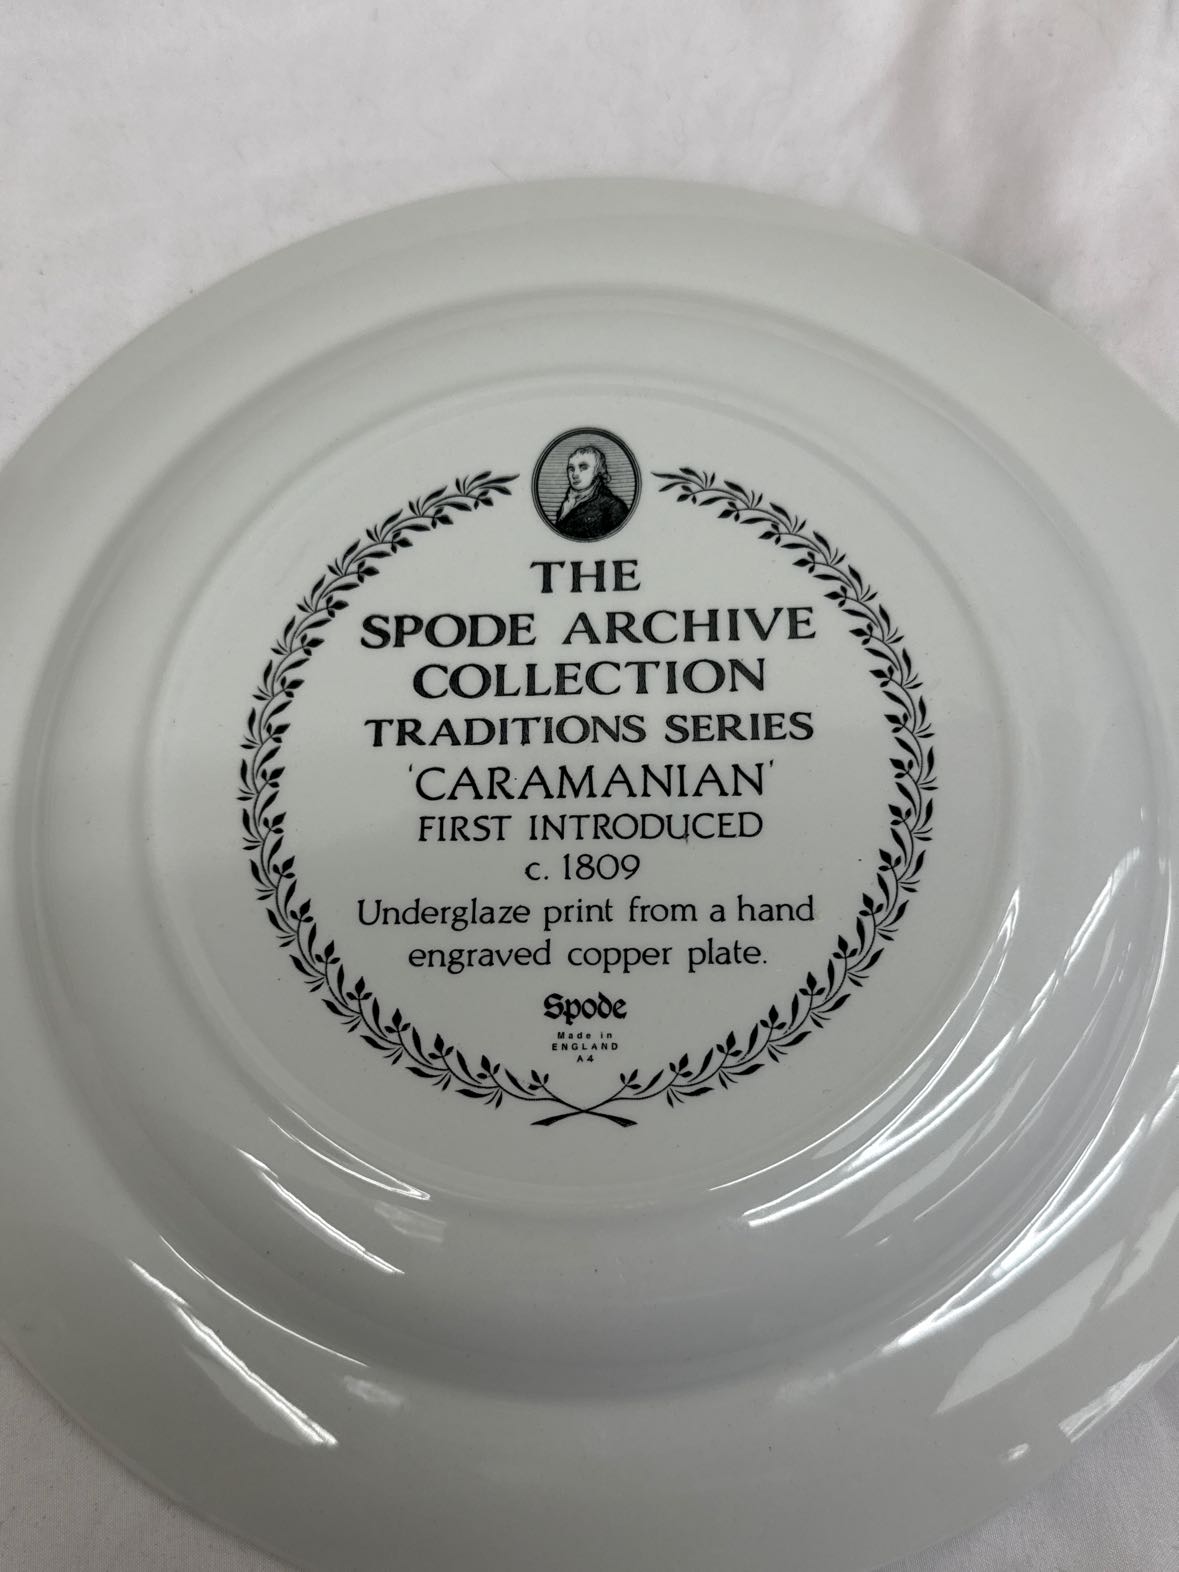 THE
SPODE ARCHIVE
COLLECTION
TRADITIONS SERIES
'CARAMANIAN'
FIRST INTRODUCED
c. 1809
Underglaze print from a hand
engraved copper plate.
Spode
Made in
ENGLAND
A4